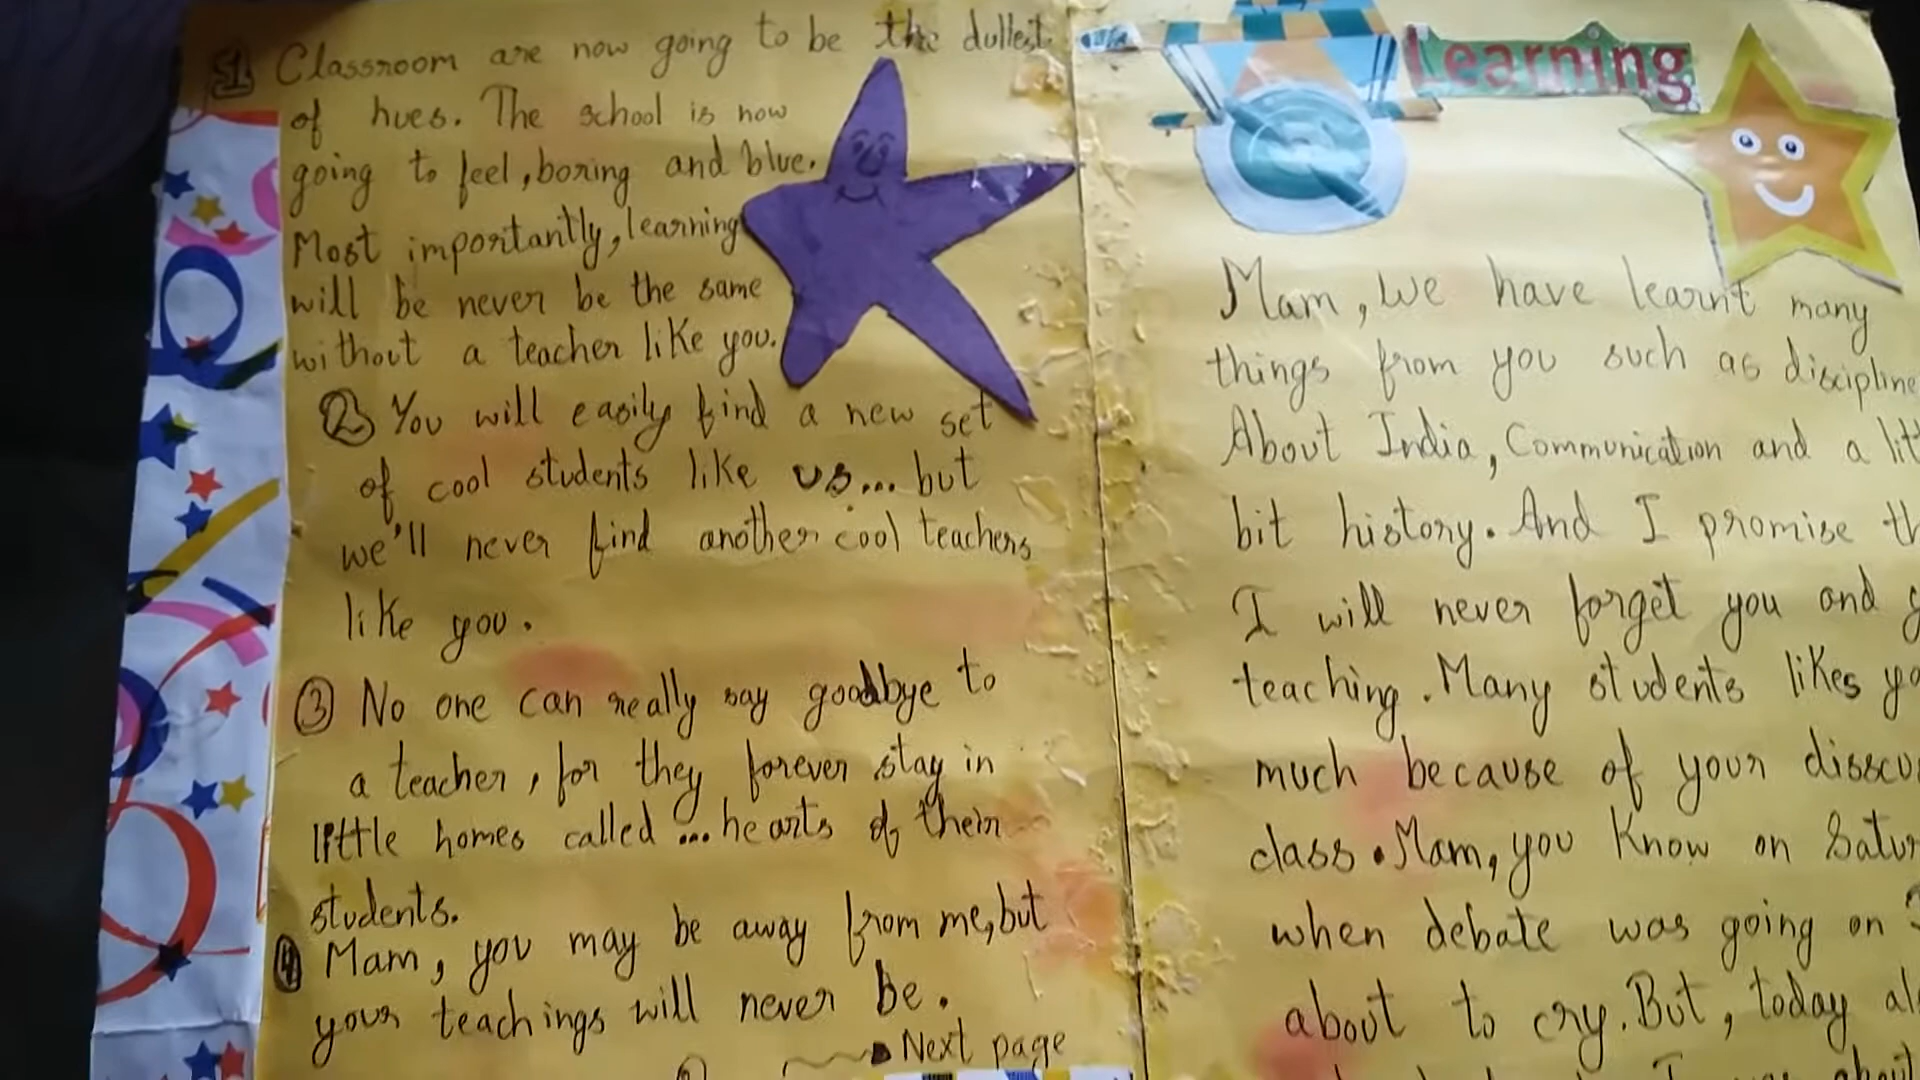 1 Classroom are now going to be the dullest
of hues. The school is now
going to feel, boring and blue.
Most importantly, learning
will be never be the same
without a teacher like you.
2 You will easily find a new set
of cool students like us... but
we'll never find another cool teachers
like you.
3 No one can really say goodbye to
a teacher, for they forever stay in
little homes called ... hearts of their
students.
4 Mam, you may be away from me, but
your teachings will never be.
Next page
Learning
Mam, We have learnt many
things from you such as discipline
About India, Communication and a
bit history. And I promise
I will never forget you and
teaching. Many students likes
much because of your
class. Mam, you know on
when debate was going on
about to cry. But, today